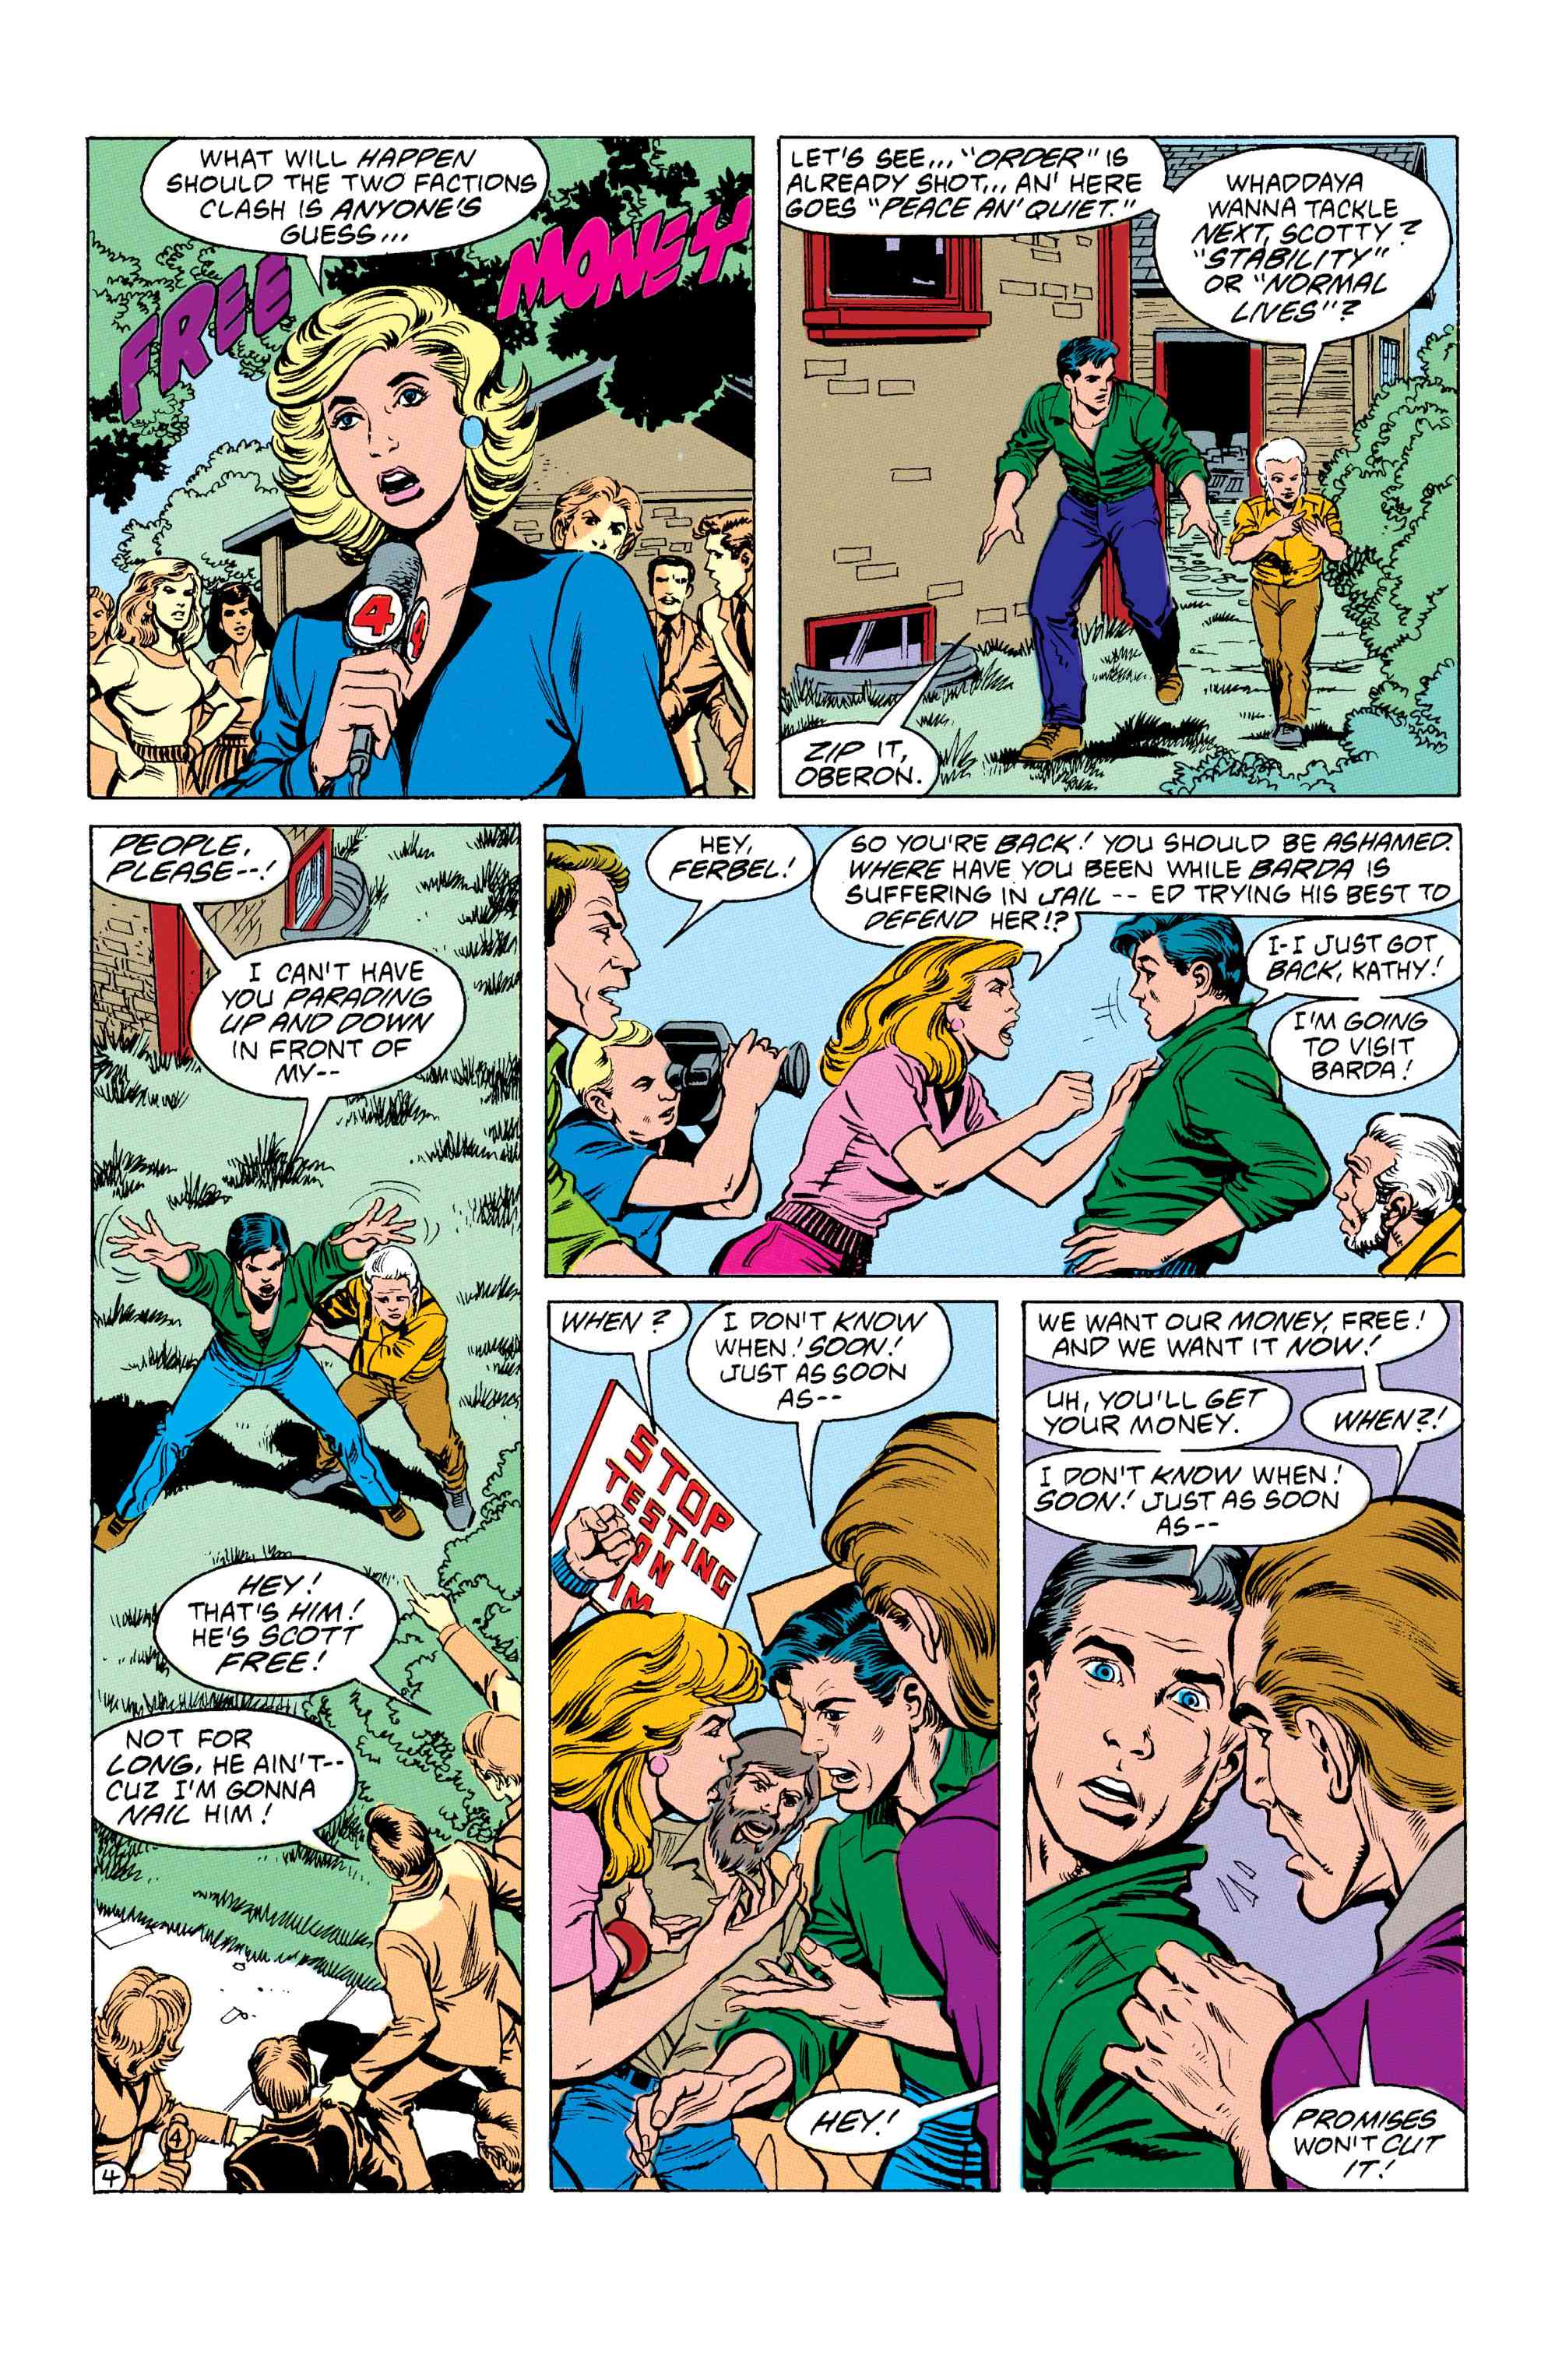 WHAT WILL HAPPEN
SHOULD THE TWO FACTIONS
CLASH IS ANYONE'S
GUESS...
FREE
MONEY
4
4
LET'S SEE... "ORDER" IS
ALREADY SHOT... AN' HERE
GOES "PEACE AN' QUIET."
WHADDAYA
WANNA TACKLE
NEXT, SCOTTY?
"STABILITY"
OR "NORMAL
LIVES"?
ZIP IT,
OBERON.
PEOPLE,
PLEASE--!
I CAN'T HAVE
YOU PARADING
UP AND DOWN
IN FRONT OF
MY--
HEY!
THAT'S HIM!
HE'S SCOTT
FREE!
NOT FOR
LONG, HE AIN'T--
CUZ I'M GONNA
NAIL HIM!
4
4
HEY,
FERBEL!
SO YOU'RE BACK! YOU SHOULD BE ASHAMED.
WHERE HAVE YOU BEEN WHILE BARDA IS
SUFFERING IN JAIL -- ED TRYING HIS BEST TO
DEFEND HER!?
I-I JUST GOT
BACK, KATHY!
I'M GOING
TO VISIT
BARDA!
WHEN?
I DON'T KNOW
WHEN! SOON!
JUST AS SOON
AS--
STOP
TESTING
ON
IM
HEY!
WE WANT OUR MONEY, FREE!
AND WE WANT IT NOW!
UH, YOU'LL GET
YOUR MONEY.
WHEN?!
I DON'T KNOW WHEN!
SOON! JUST AS SOON
AS--
PROMISES
WON'T CUT
IT!